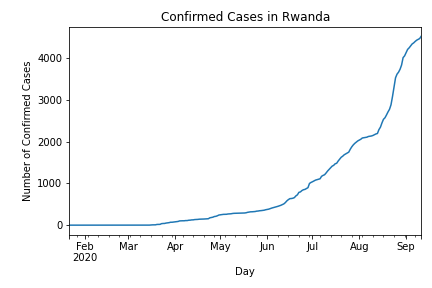 Confirmed Cases in Rwanda
Number of Confirmed Cases
4000
3000
2000
1000
0
Feb Mar Apr May Jun Jul Aug Sep
2020
Day